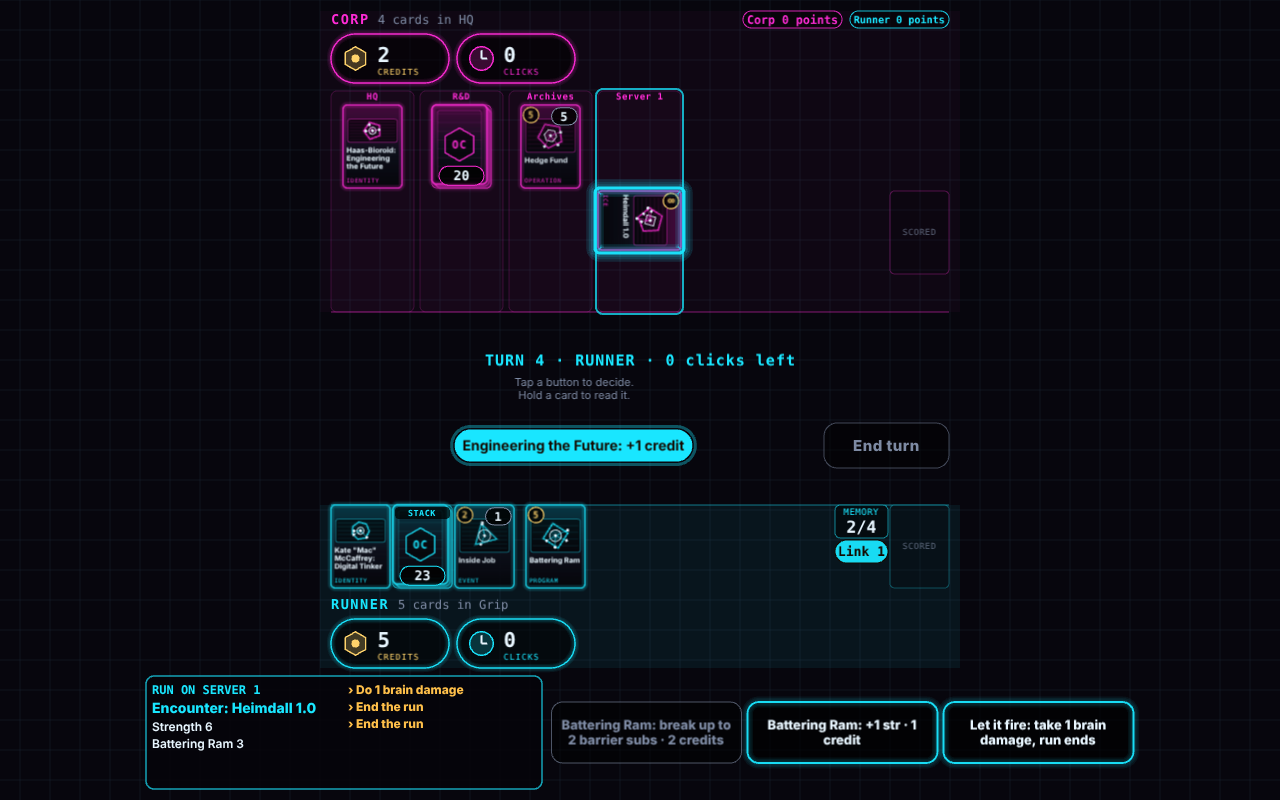 CORP 4 cards in HQ
Corp 0 points
Runner 0 points
2
CREDITS
0
CLICKS
HQ
R&D
Archives
Server 1
Haas-Bioroid:
Engineering
the Future
IDENTITY
OC
20
5
5
Hedge Fund
OPERATION
Heimdall 1.0
ICE
8
SCORED
TURN 4 · RUNNER · 0 clicks left
Tap a button to decide.
Hold a card to read it.
Engineering the Future: +1 credit
End turn
Kate "Mac"
McCaffrey:
Digital Tinker
IDENTITY
STACK
OC
23
2
1
Inside Job
EVENT
5
Battering Ram
PROGRAM
MEMORY
2/4
Link 1
SCORED
RUNNER 5 cards in Grip
5
CREDITS
0
CLICKS
RUN ON SERVER 1
Encounter: Heimdall 1.0
Strength 6
Battering Ram 3
› Do 1 brain damage
› End the run
› End the run
Battering Ram: break up to
2 barrier subs · 2 credits
Battering Ram: +1 str · 1
credit
Let it fire: take 1 brain
damage, run ends